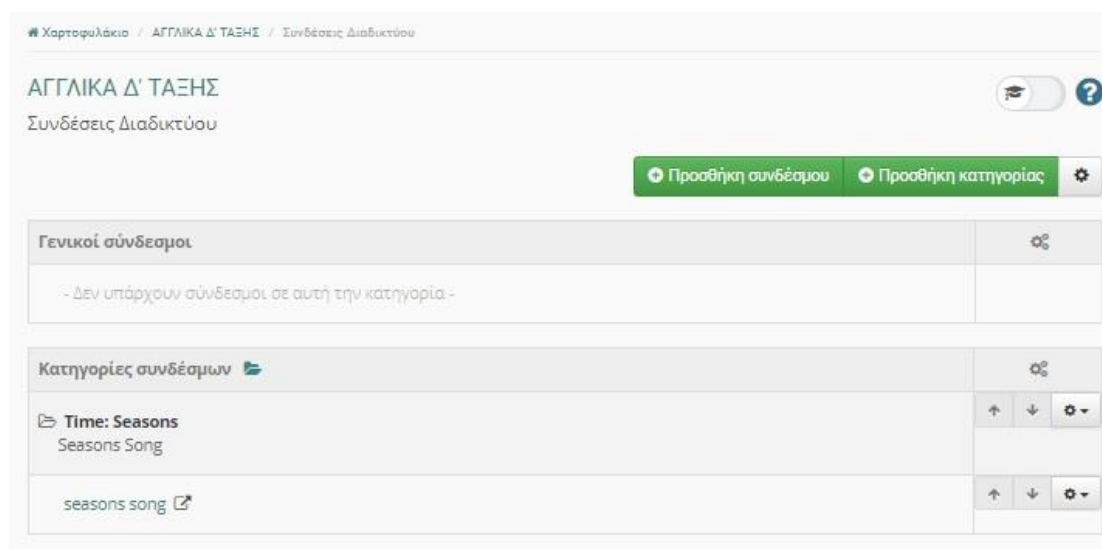 Χαρτοφυλάκιο / ΑΓΓΛΙΚΑ Δ' ΤΑΞΗΣ / Συνδέσεις Διαδικτύου
ΑΓΓΛΙΚΑ Δ' ΤΑΞΗΣ
Συνδέσεις Διαδικτύου
Προσθήκη συνδέσμου Προσθήκη κατηγορίας
Γενικοί σύνδεσμοι
- Δεν υπάρχουν σύνδεσμοι σε αυτή την κατηγορία -
Κατηγορίες συνδέσμων
Time: Seasons
Seasons Song
seasons song